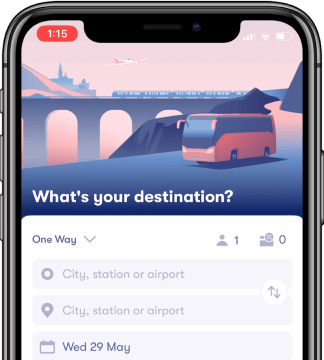 1:15
What's your destination?
One Way 1 0
City, station or airport
City, station or airport
Wed 29 May